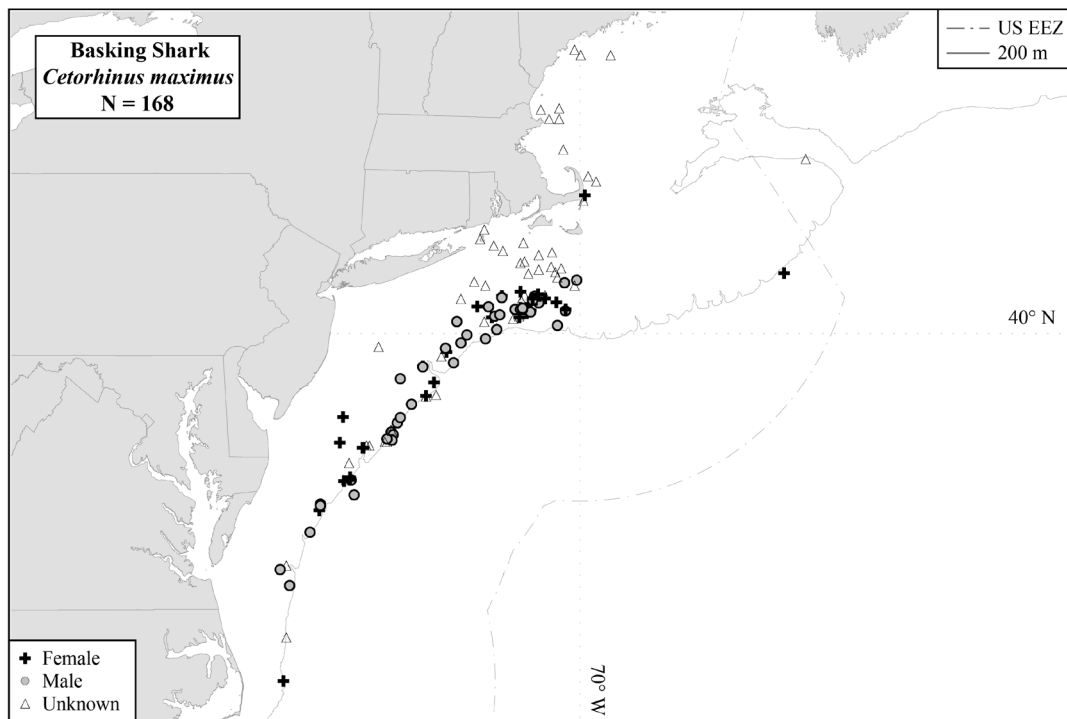 Basking Shark
Cetorhinus maximus
N = 168
US EEZ
200 m
40° N
70° W
Female
Male
Unknown